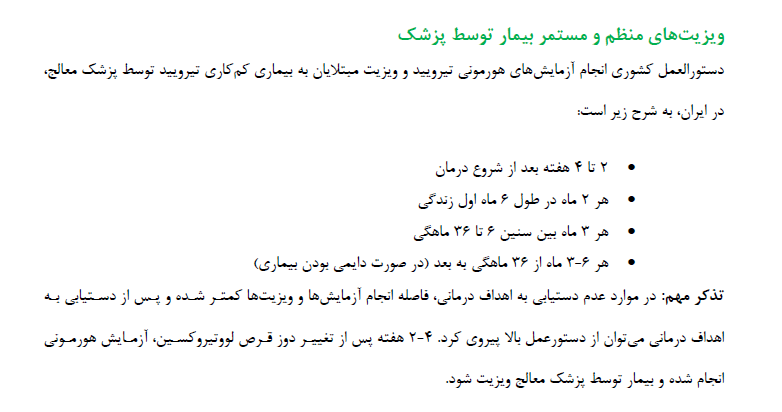 ویزیت‌های منظم و مستمر بیمار توسط پزشک
دستورالعمل کشوری انجام آزمایش‌های هورمونی تیرویید و ویزیت مبتلایان به بیماری کم‌کاری تیرویید توسط پزشک معالج،
در ایران، به شرح زیر است:
• ۲ تا ۴ هفته بعد از شروع درمان
• هر ۲ ماه در طول ۶ ماه اول زندگی
• هر ۳ ماه بین سنین ۶ تا ۳۶ ماهگی
• هر ۶-۳ ماه از ۳۶ ماهگی به بعد (در صورت دایمی بودن بیماری)
تذکر مهم: در موارد عدم دستیابی به اهداف درمانی، فاصله انجام آزمایش‌ها و ویزیت‌ها کمتر شده و پس از دستیابی به
اهداف درمانی می‌توان از دستورعمل بالا پیروی کرد. ۴-۲ هفته پس از تغییر دوز قرص لووتیروکسین، آزمایش هورمونی
انجام شده و بیمار توسط پزشک معالج ویزیت شود.